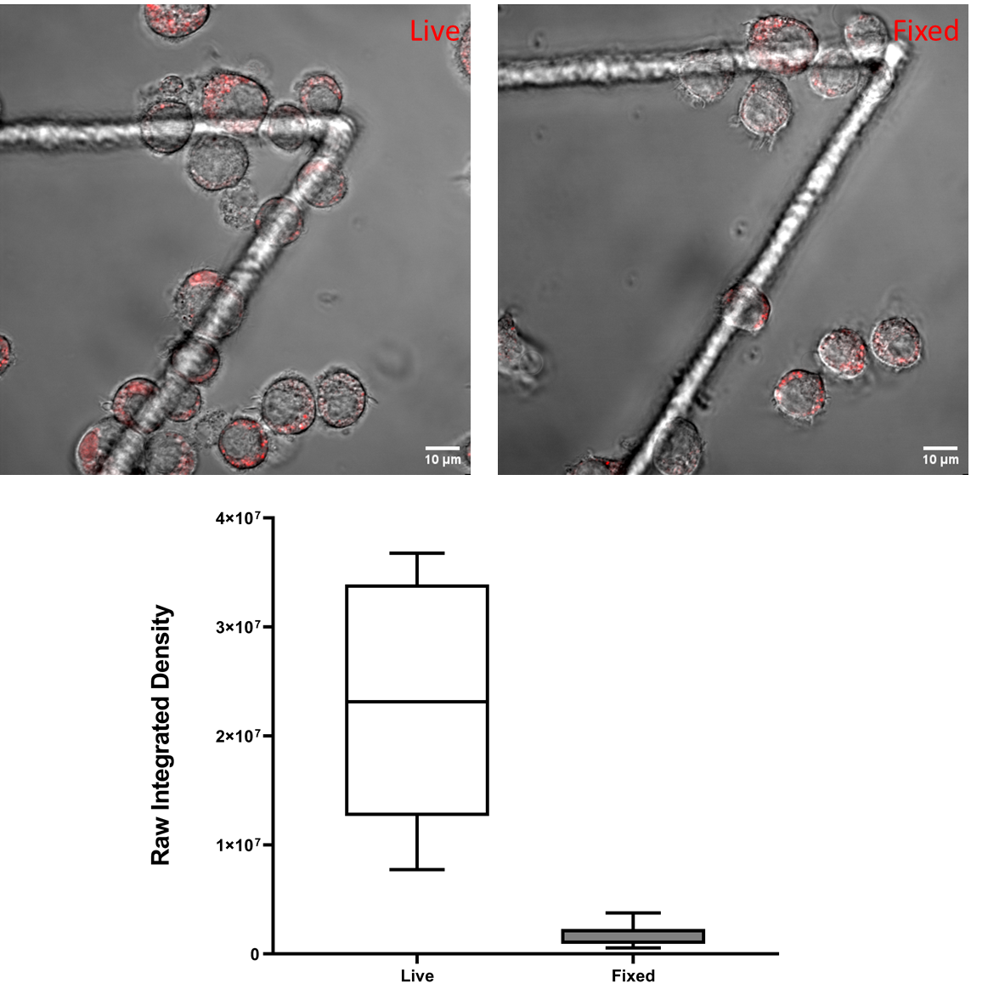 Live
Fixed
10 µm
10 µm
4×10⁷
3×10⁷
2×10⁷
1×10⁷
0
Raw Integrated Density
Live
Fixed